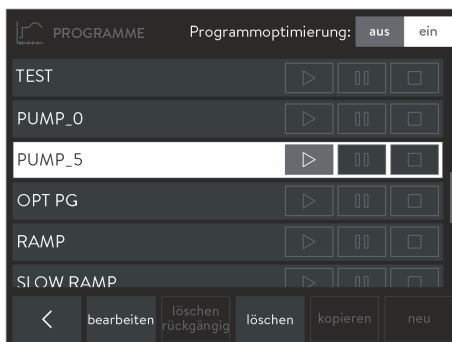 PROGRAMME Programmoptimierung: aus ein
TEST
PUMP_0
PUMP_5
OPT PG
RAMP
SLOW RAMP
bearbeiten löschen rückgängig löschen kopieren neu